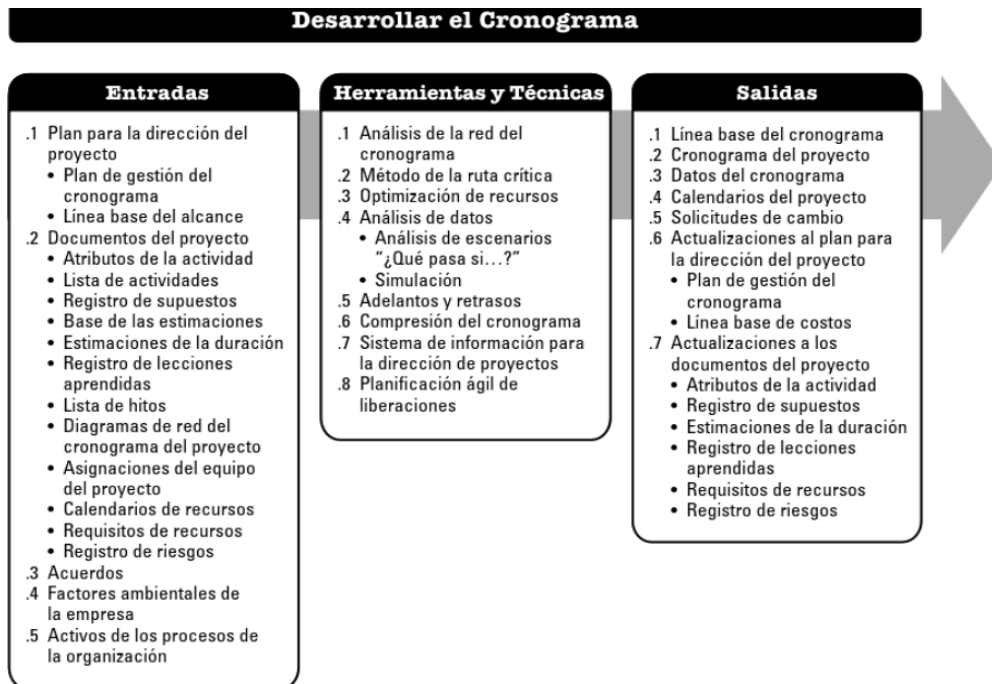 Desarrollar el Cronograma
Entradas
.1 Plan para la dirección del
proyecto
• Plan de gestión del
cronograma
• Línea base del alcance
.2 Documentos del proyecto
• Atributos de la actividad
• Lista de actividades
• Registro de supuestos
• Base de las estimaciones
• Estimaciones de la duración
• Registro de lecciones
aprendidas
• Lista de hitos
• Diagramas de red del
cronograma del proyecto
• Asignaciones del equipo
del proyecto
• Calendarios de recursos
• Requisitos de recursos
• Registro de riesgos
.3 Acuerdos
.4 Factores ambientales de
la empresa
.5 Activos de los procesos de
la organización
Herramientas y Técnicas
.1 Análisis de la red del
cronograma
.2 Método de la ruta crítica
.3 Optimización de recursos
.4 Análisis de datos
• Análisis de escenarios
“¿Qué pasa si…?”
• Simulación
.5 Adelantos y retrasos
.6 Compresión del cronograma
.7 Sistema de información para
la dirección de proyectos
.8 Planificación ágil de
liberaciones
Salidas
.1 Línea base del cronograma
.2 Cronograma del proyecto
.3 Datos del cronograma
.4 Calendarios del proyecto
.5 Solicitudes de cambio
.6 Actualizaciones al plan para
la dirección del proyecto
• Plan de gestión del
cronograma
• Línea base de costos
.7 Actualizaciones a los
documentos del proyecto
• Atributos de la actividad
• Registro de supuestos
• Estimaciones de la duración
• Registro de lecciones
aprendidas
• Requisitos de recursos
• Registro de riesgos